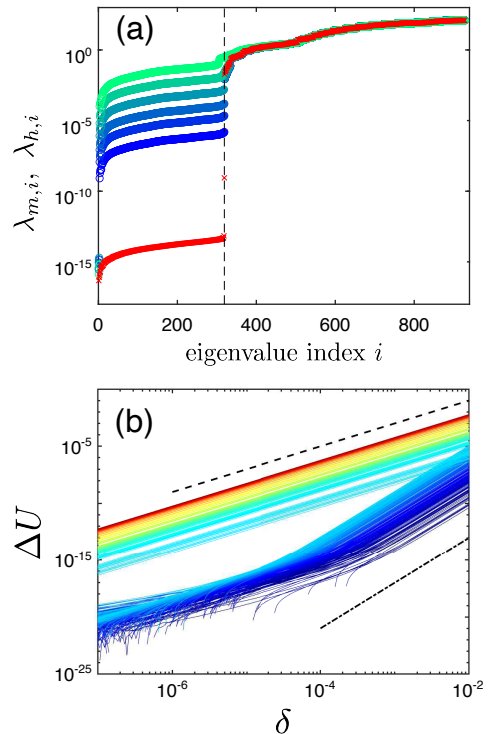 (a)
10^0
10^-5
10^-10
10^-15
λ_{m,i}, λ_{h,i}
0 200 400 600 800
eigenvalue index i
(b)
10^-5
10^-15
10^-25
ΔU
10^-6 10^-4 10^-2
δ